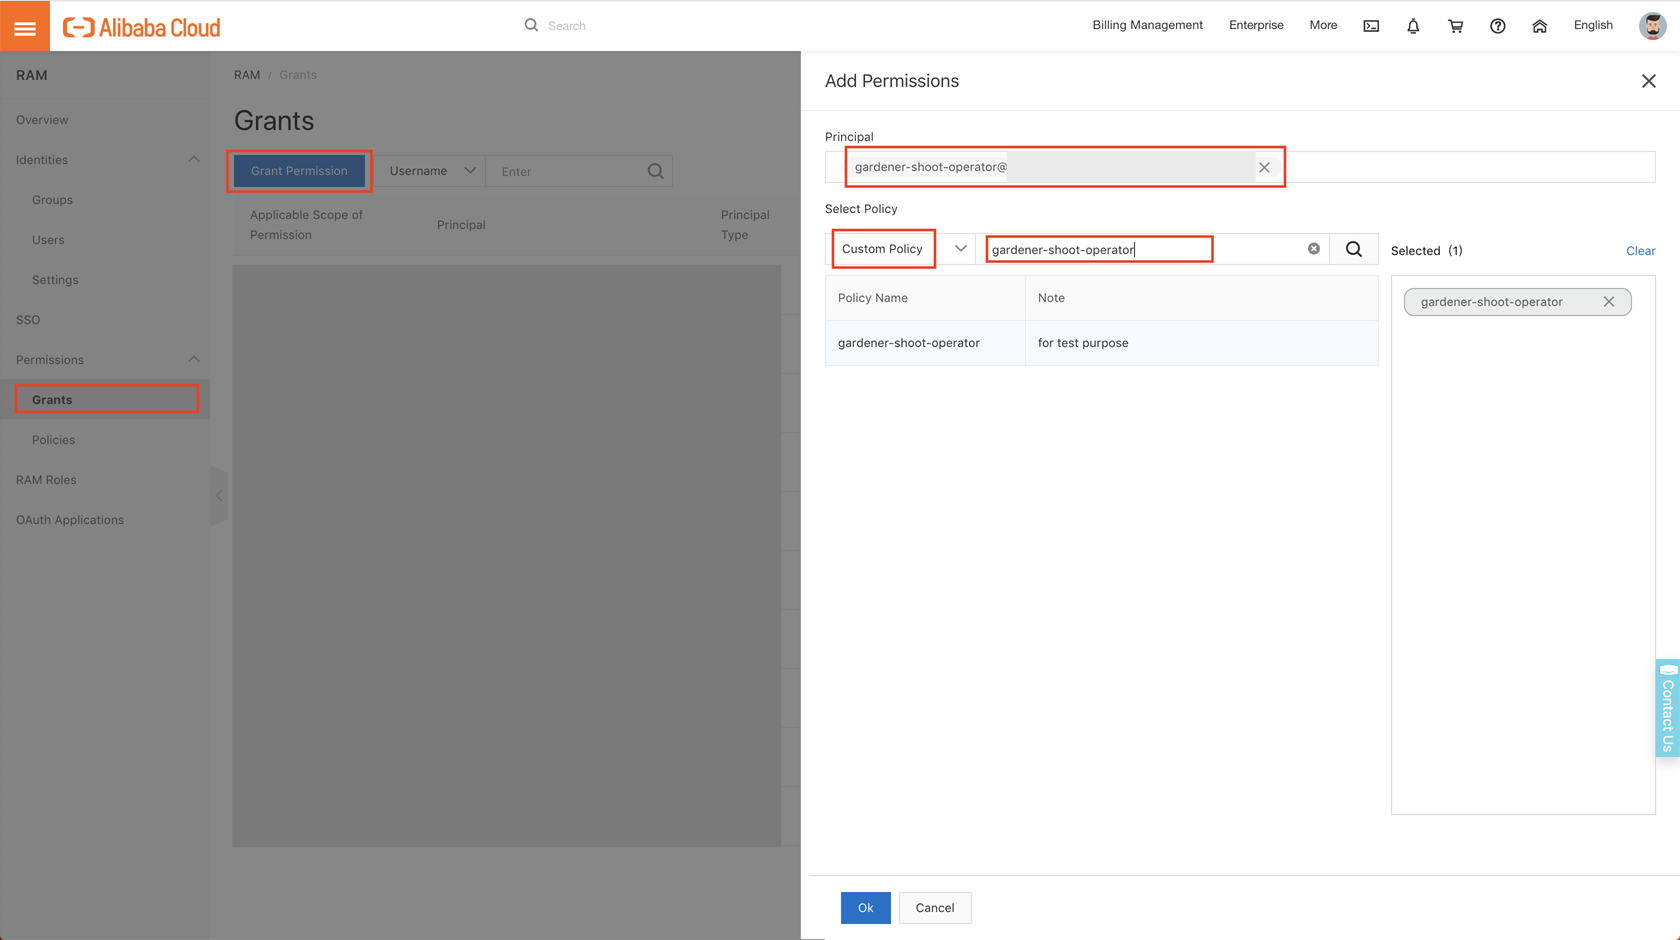 Alibaba Cloud
Search
Billing Management
Enterprise
More
English
RAM
Overview
Identities
Groups
Users
Settings
SSO
Permissions
Grants
Policies
RAM Roles
OAuth Applications
RAM / Grants
Grants
Grant Permission
Username
Enter
Applicable Scope of
Permission
Principal
Principal
Type
Add Permissions
Principal
gardener-shoot-operator@
Select Policy
Custom Policy
gardener-shoot-operator
Policy Name
Note
gardener-shoot-operator
for test purpose
Selected (1)
Clear
gardener-shoot-operator
Contact Us
Ok
Cancel